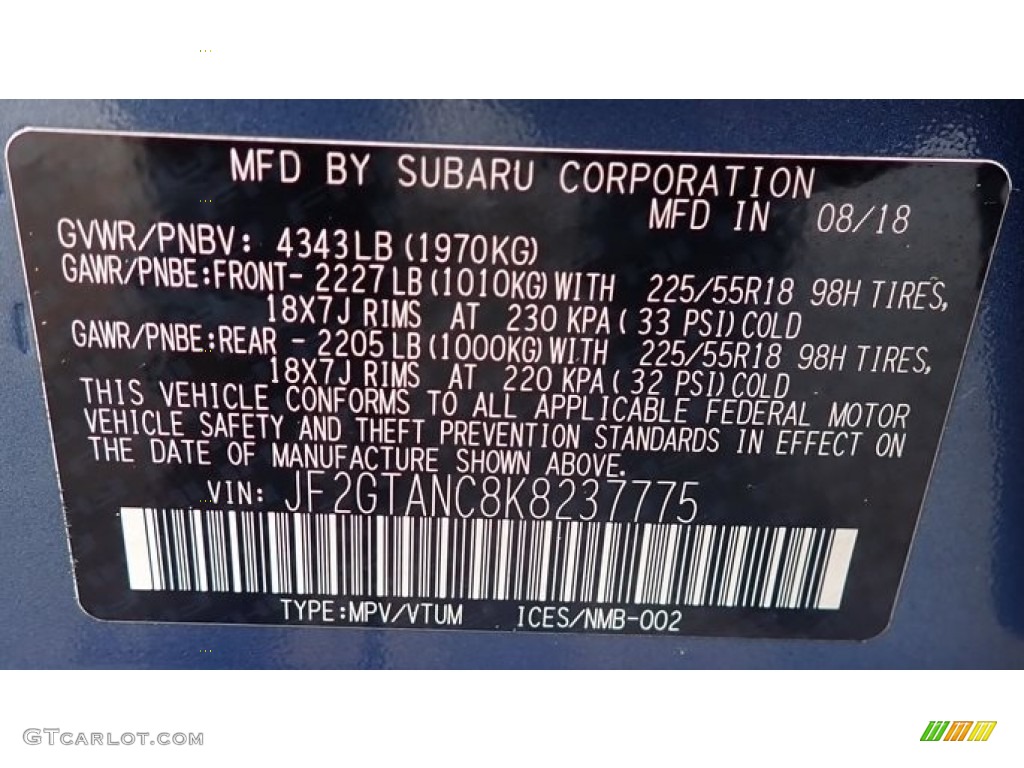 MFD BY SUBARU CORPORATION
MFD IN 08/18
GVWR/PNBV: 4343LB (1970KG)
GAWR/PNBE:FRONT- 2227 LB (1010KG) WITH 225/55R18 98H TIRES,
18X7J RIMS AT 230 KPA ( 33 PSI) COLD
GAWR/PNBE:REAR - 2205 LB (1000KG) WITH 225/55R18 98H TIRES,
18X7J RIMS AT 220 KPA ( 32 PSI) COLD
THIS VEHICLE CONFORMS TO ALL APPLICABLE FEDERAL MOTOR
VEHICLE SAFETY AND THEFT PREVENTION STANDARDS IN EFFECT ON
THE DATE OF MANUFACTURE SHOWN ABOVE.
VIN: JF2GTANC8K8237775
TYPE:MPV/VTUM ICES/NMB-002
GTCARLOT.COM